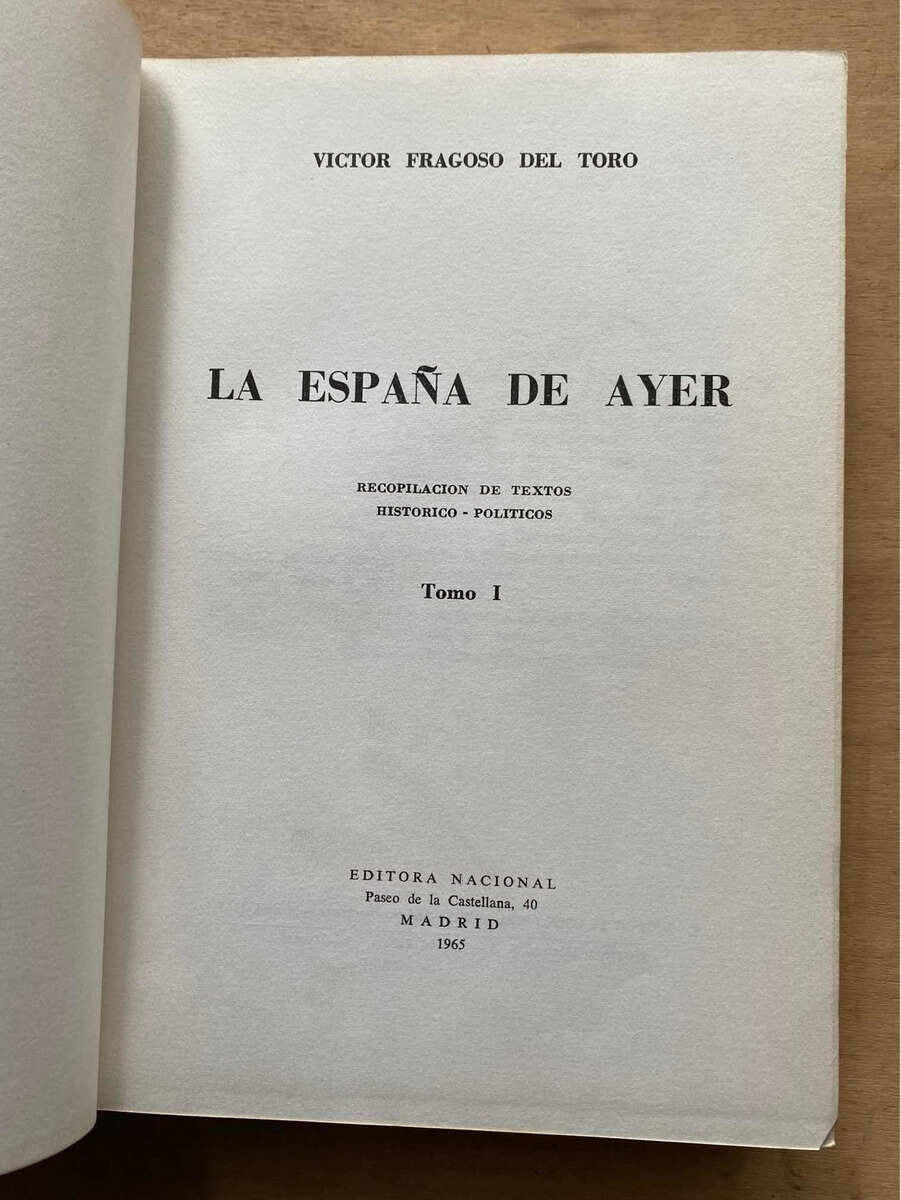 VICTOR FRAGOSO DEL TORO
LA ESPAÑA DE AYER
RECOPILACION DE TEXTOS
HISTORICO - POLITICOS
Tomo I
EDITORA NACIONAL
Paseo de la Castellana, 40
MADRID
1965